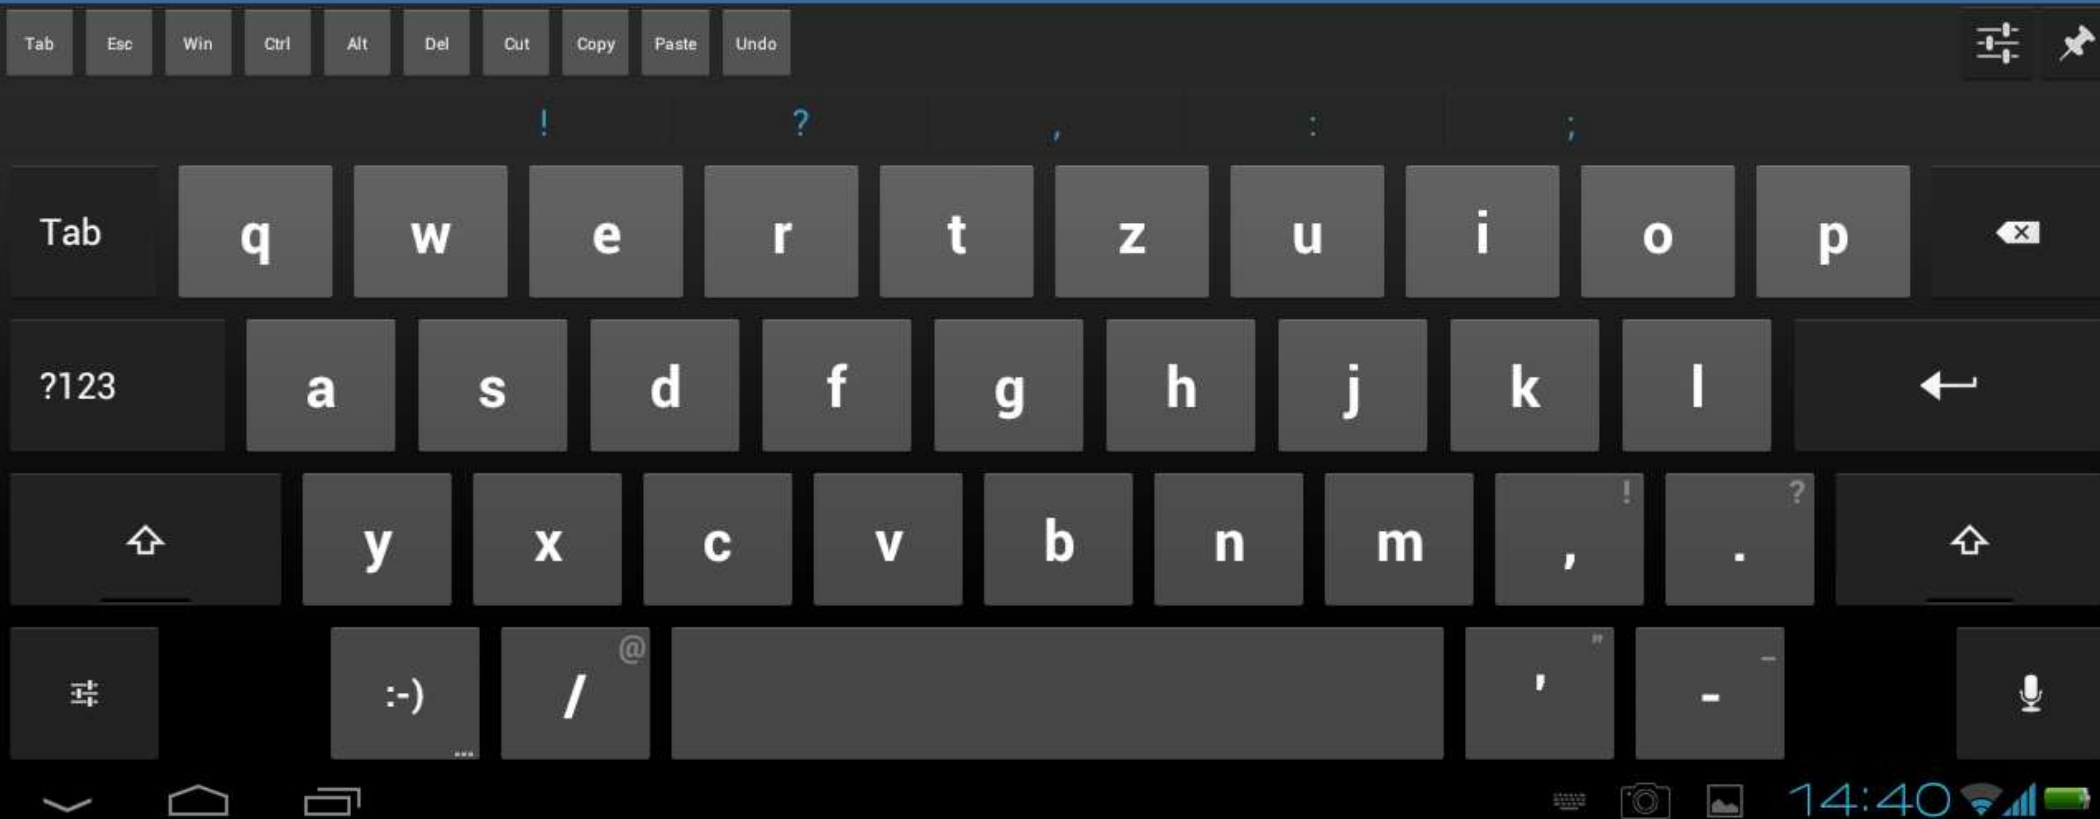 Tab Esc Win Ctrl Alt Del Cut Copy Paste Undo
! ? , : ;
Tab q w e r t z u i o p
?123 a s d f g h j k l
y x c v b n m , ! . ?
:-) ... / @ ' " - _
14:40